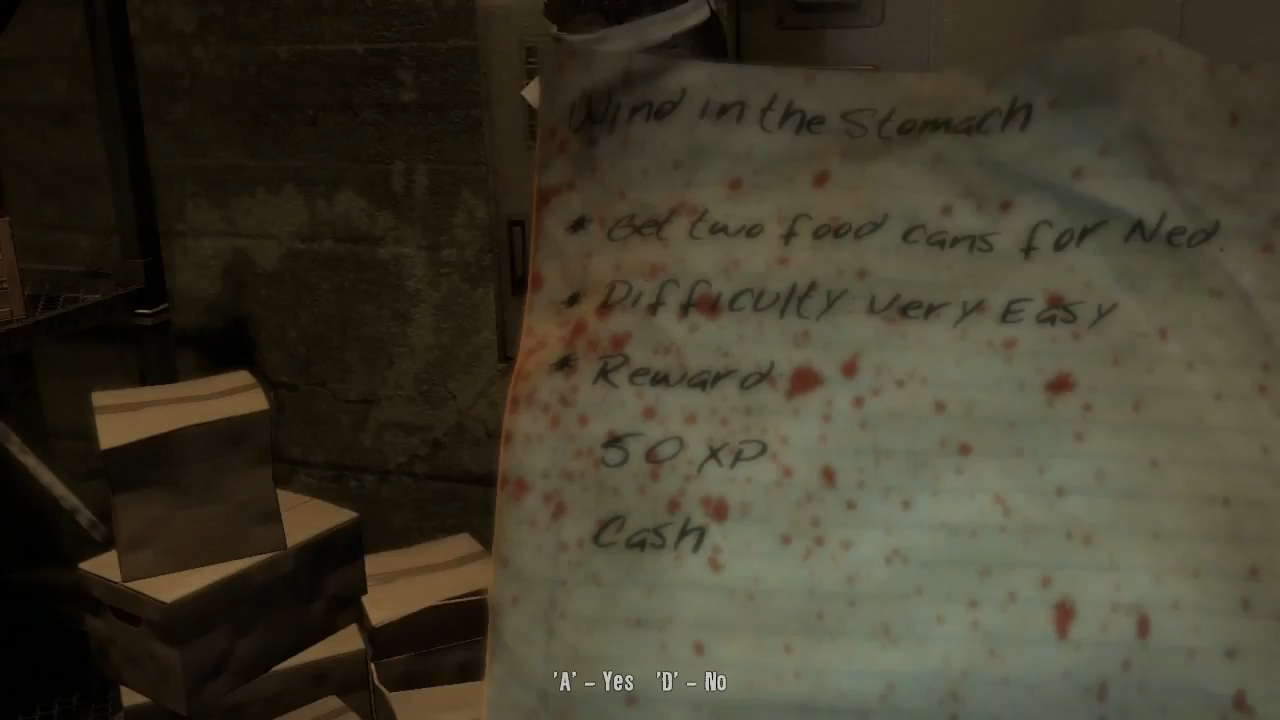 Wind in the Stomach
* Get two food cans for Ned.
* Difficulty very Easy
* Reward
50 XP
Cash
'A' – Yes 'D' – No